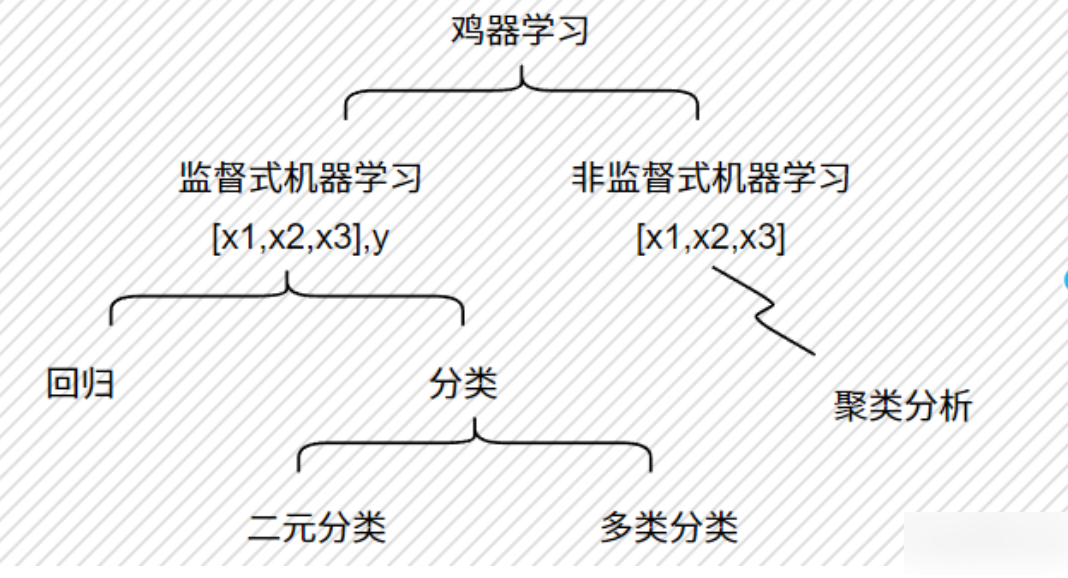 鸡器学习
监督式机器学习
非监督式机器学习
[x1,x2,x3],y
[x1,x2,x3]
回归
分类
聚类分析
二元分类
多类分类